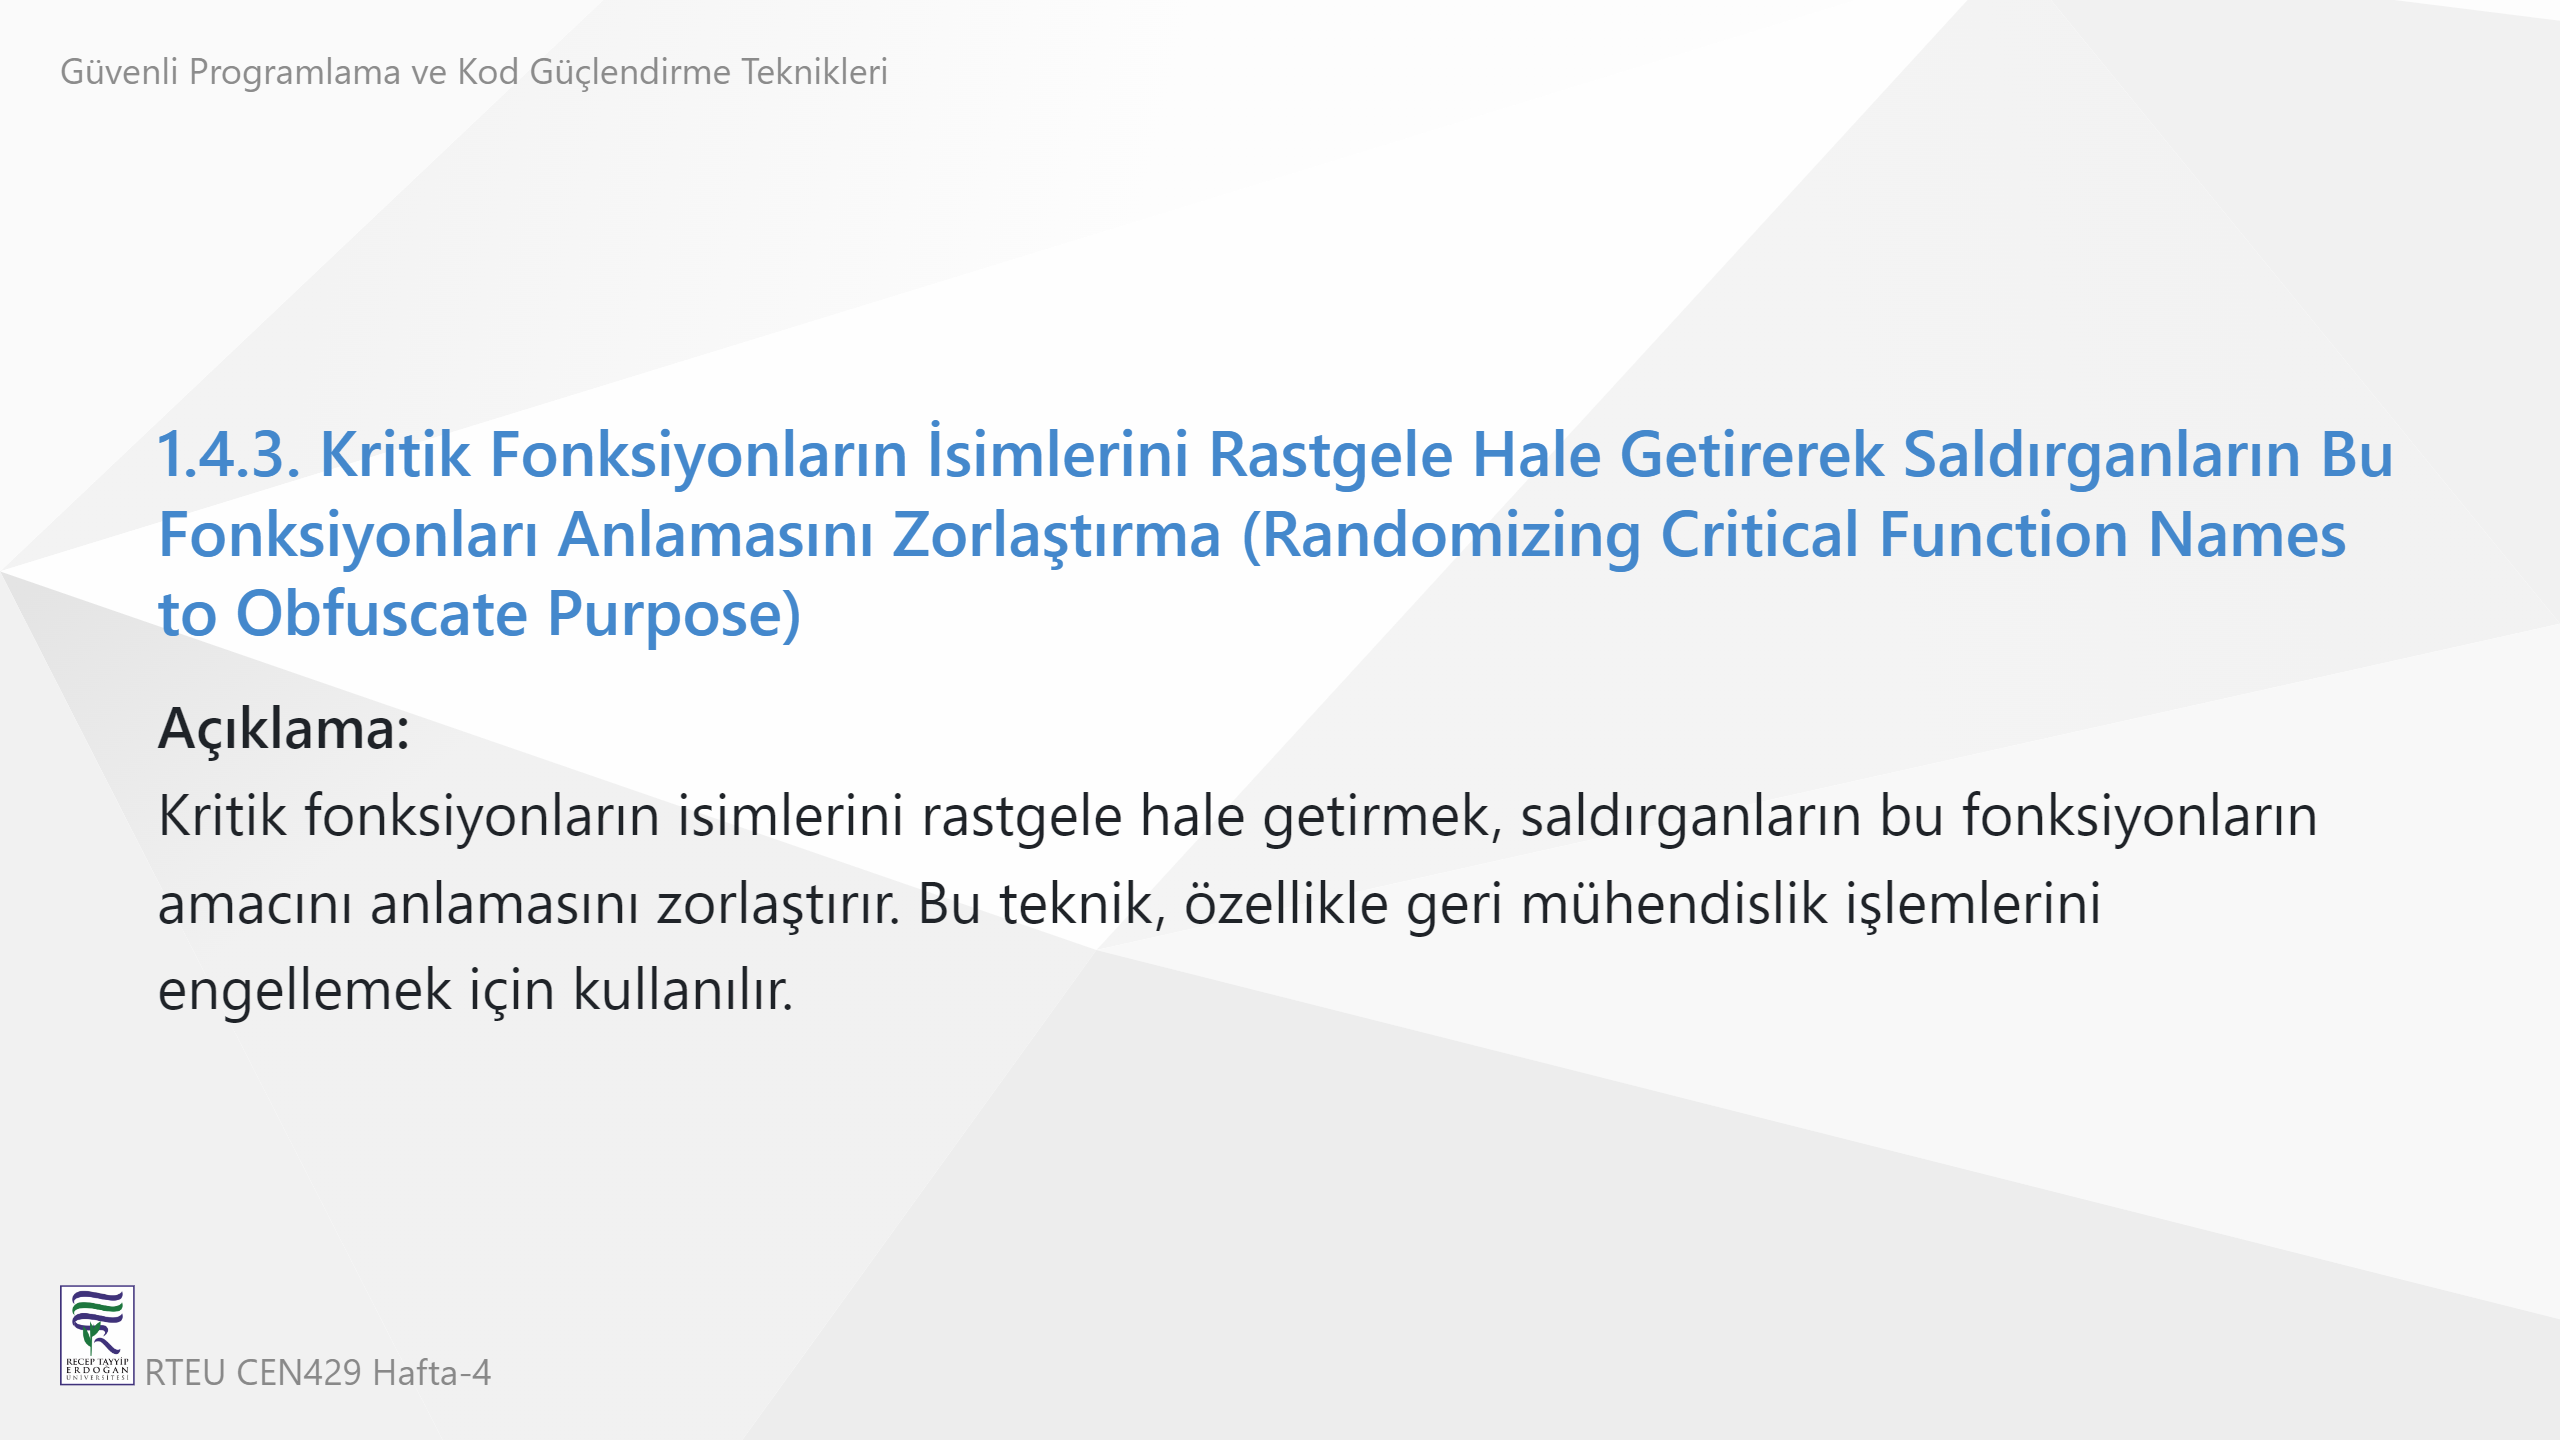 Güvenli Programlama ve Kod Güçlendirme Teknikleri
1.4.3. Kritik Fonksiyonların İsimlerini Rastgele Hale Getirerek Saldırganların Bu
Fonksiyonları Anlamasını Zorlaştırma (Randomizing Critical Function Names
to Obfuscate Purpose)
Açıklama:
Kritik fonksiyonların isimlerini rastgele hale getirmek, saldırganların bu fonksiyonların
amacını anlamasını zorlaştırır. Bu teknik, özellikle geri mühendislik işlemlerini
engellemek için kullanılır.
RECEP TAYYİP
ERDOĞAN
ÜNİVERSİTESİ
RTEU CEN429 Hafta-4